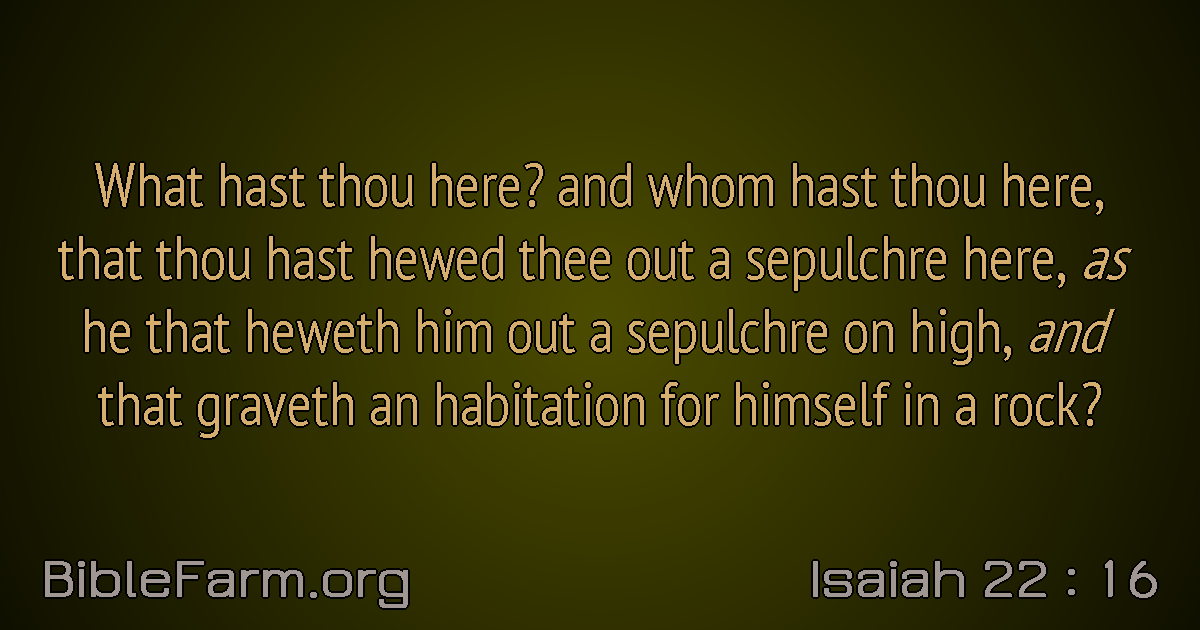 What hast thou here? and whom hast thou here,
that thou hast hewed thee out a sepulchre here, as
he that heweth him out a sepulchre on high, and
that graveth an habitation for himself in a rock?
BibleFarm.org
Isaiah 22 : 16